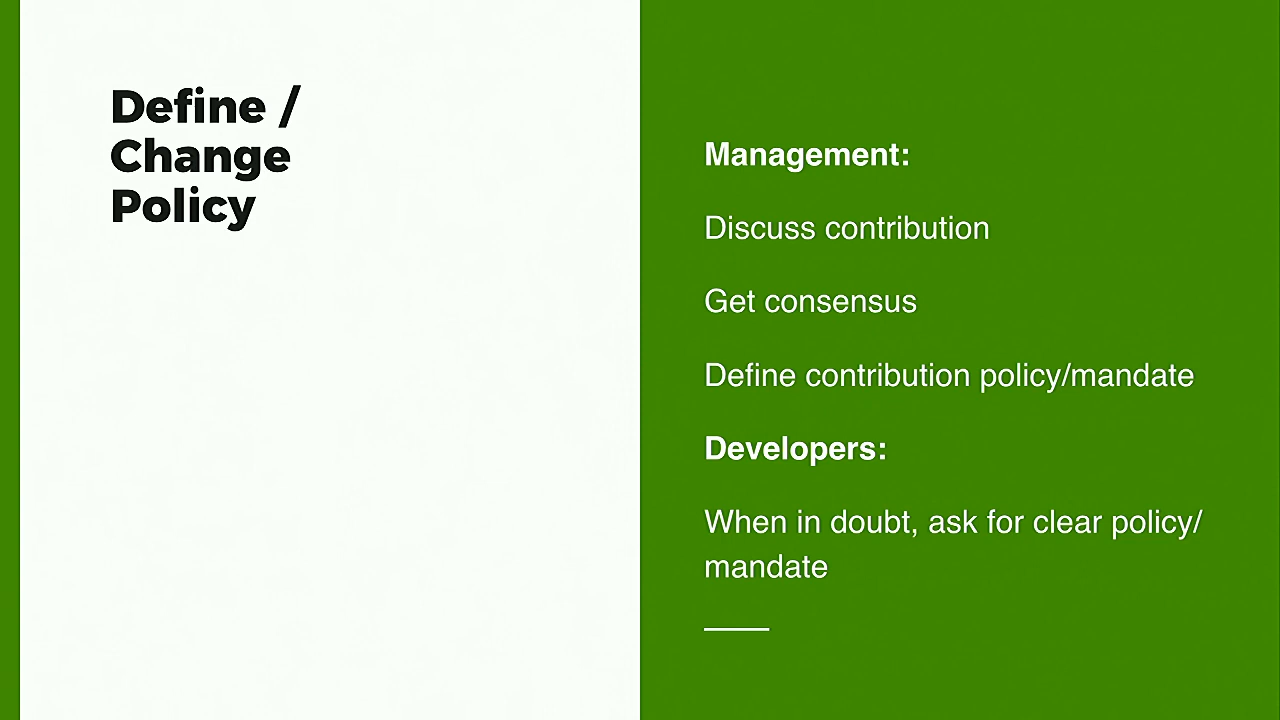 Define /
Change
Policy
Management:
Discuss contribution
Get consensus
Define contribution policy/mandate
Developers:
When in doubt, ask for clear policy/
mandate